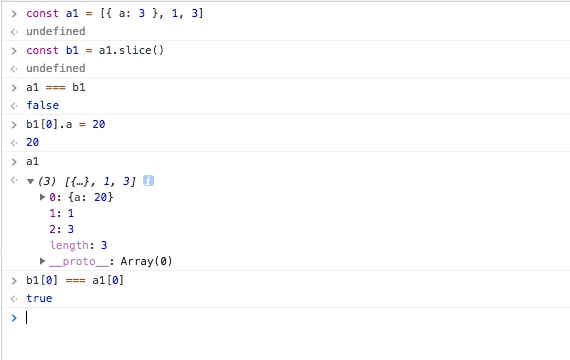 const a1 = [{ a: 3 }, 1, 3]
undefined
const b1 = a1.slice()
undefined
a1 === b1
false
b1[0].a = 20
20
a1
(3) [{…}, 1, 3] i
0: {a: 20}
1: 1
2: 3
length: 3
__proto__: Array(0)
b1[0] === a1[0]
true